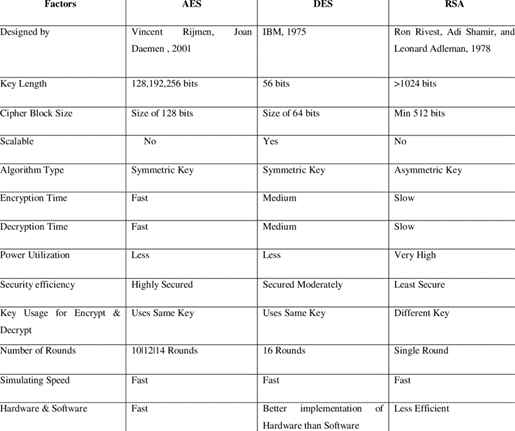 Factors AES DES RSA
Designed by Vincent Rijmen, Joan IBM, 1975 Ron Rivest, Adi Shamir, and
Daemen , 2001 Leonard Adleman, 1978
Key Length 128,192,256 bits 56 bits >1024 bits
Cipher Block Size Size of 128 bits Size of 64 bits Min 512 bits
Scalable No Yes No
Algorithm Type Symmetric Key Symmetric Key Asymmetric Key
Encryption Time Fast Medium Slow
Decryption Time Fast Medium Slow
Power Utilization Less Less Very High
Security efficiency Highly Secured Secured Moderately Least Secure
Key Usage for Encrypt & Uses Same Key Uses Same Key Different Key
Decrypt
Number of Rounds 10|12|14 Rounds 16 Rounds Single Round
Simulating Speed Fast Fast Fast
Hardware & Software Fast Better implementation of Less Efficient
Hardware than Software